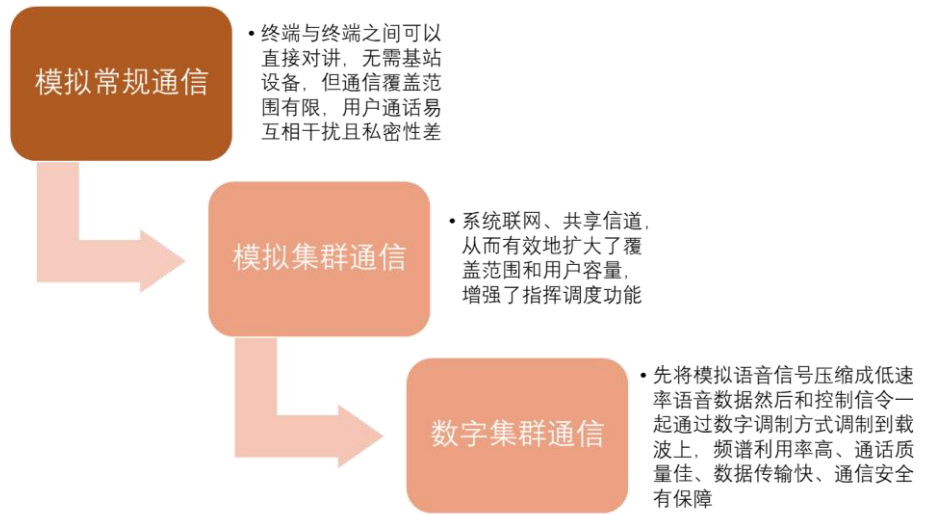 模拟常规通信
• 终端与终端之间可以
直接对讲，无需基站
设备，但通信覆盖范
围有限，用户通话易
互相干扰且私密性差
模拟集群通信
• 系统联网、共享信道，
从而有效地扩大了覆
盖范围和用户容量，
增强了指挥调度功能
数字集群通信
• 先将模拟语音信号压缩成低速
率语音数据然后和控制信令一
起通过数字调制方式调制到载
波上，频谱利用率高、通话质
量佳、数据传输快、通信安全
有保障